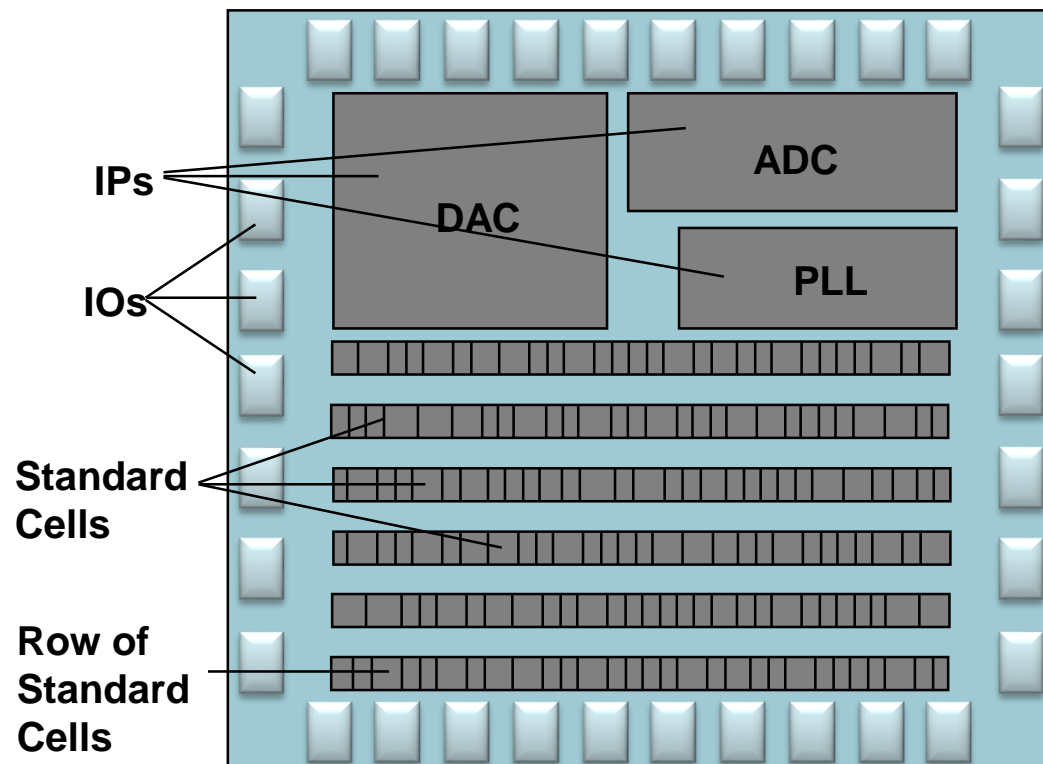 IPs
IOs
Standard
Cells
Row of
Standard
Cells
DAC
ADC
PLL